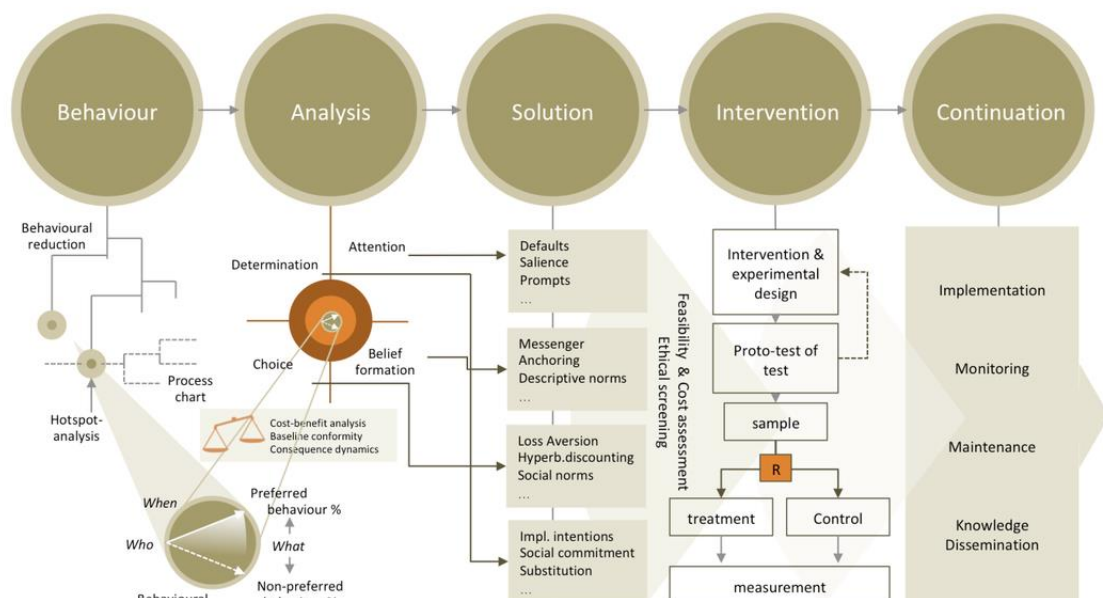 Behaviour
Analysis
Solution
Intervention
Continuation
Behavioural
reduction
Process
chart
Hotspot-
analysis
When
Who
Preferred
behaviour %
What
Non-preferred
Behavioural
Attention
Determination
Belief
formation
Choice
Cost-benefit analysis
Baseline conformity
Consequence dynamics
Defaults
Salience
Prompts
...
Messenger
Anchoring
Descriptive norms
...
Loss Aversion
Hyperb.discounting
Social norms
...
Impl. intentions
Social commitment
Substitution
...
Feasibility & Cost assessment
Ethical screening
Intervention &
experimental
design
Proto-test of
test
sample
R
treatment
Control
measurement
Implementation
Monitoring
Maintenance
Knowledge
Dissemination